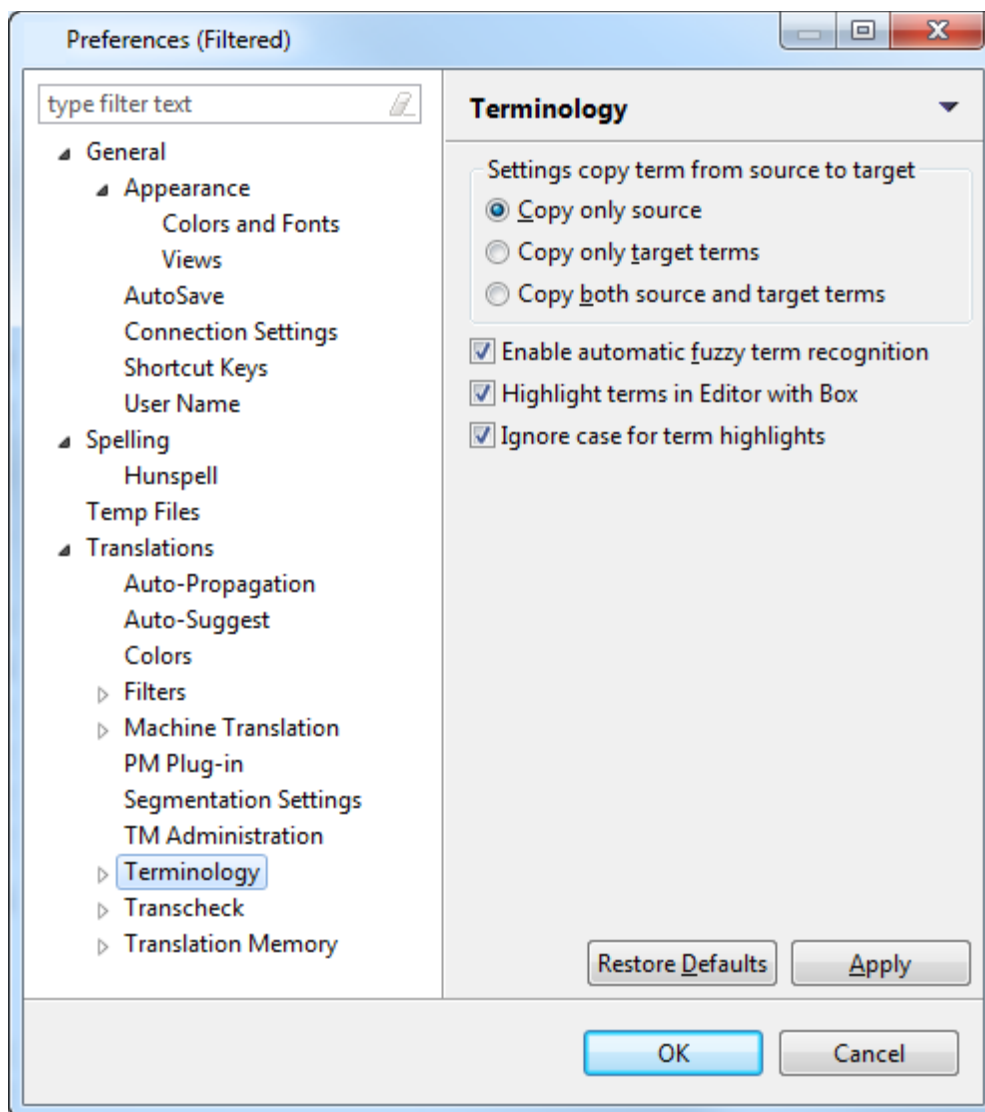 Preferences (Filtered)
type filter text
General
Appearance
Colors and Fonts
Views
AutoSave
Connection Settings
Shortcut Keys
User Name
Spelling
Hunspell
Temp Files
Translations
Auto-Propagation
Auto-Suggest
Colors
Filters
Machine Translation
PM Plug-in
Segmentation Settings
TM Administration
Terminology
Transcheck
Translation Memory
Terminology
Settings copy term from source to target
Copy only source
Copy only target terms
Copy both source and target terms
Enable automatic fuzzy term recognition
Highlight terms in Editor with Box
Ignore case for term highlights
Restore Defaults
Apply
OK
Cancel